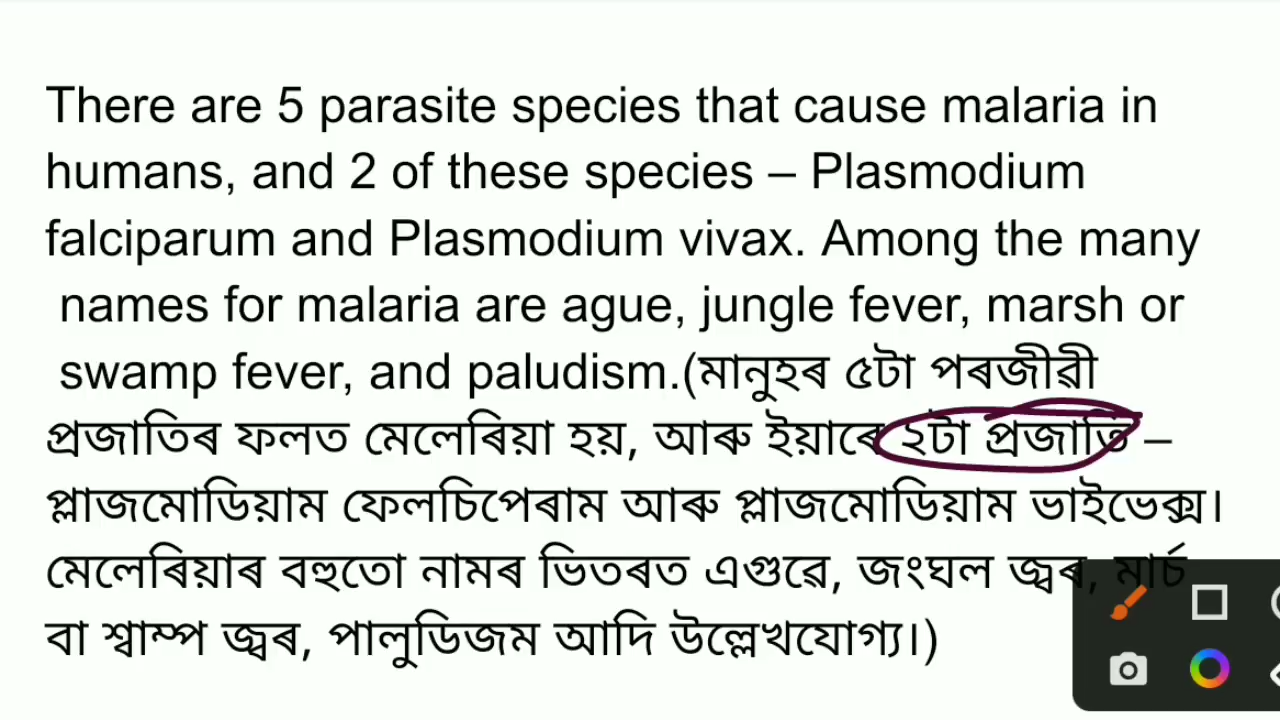 There are 5 parasite species that cause malaria in
humans, and 2 of these species – Plasmodium
falciparum and Plasmodium vivax. Among the many
names for malaria are ague, jungle fever, marsh or
swamp fever, and paludism.(মানুহৰ ৫টা পৰজীৱী
প্ৰজাতিৰ ফলত মেলেৰিয়া হয়, আৰু ইয়াৰে ২টা প্ৰজাতি –
প্লাজমোডিয়াম ফেলচিপেৰাম আৰু প্লাজমোডিয়াম ভাইভেক্স।
মেলেৰিয়াৰ বহুতো নামৰ ভিতৰত এগুৱে, জংঘল জ্বৰ, মাৰ্চ
বা শ্বাম্প জ্বৰ, পালুডিজম আদি উল্লেখযোগ্য।)